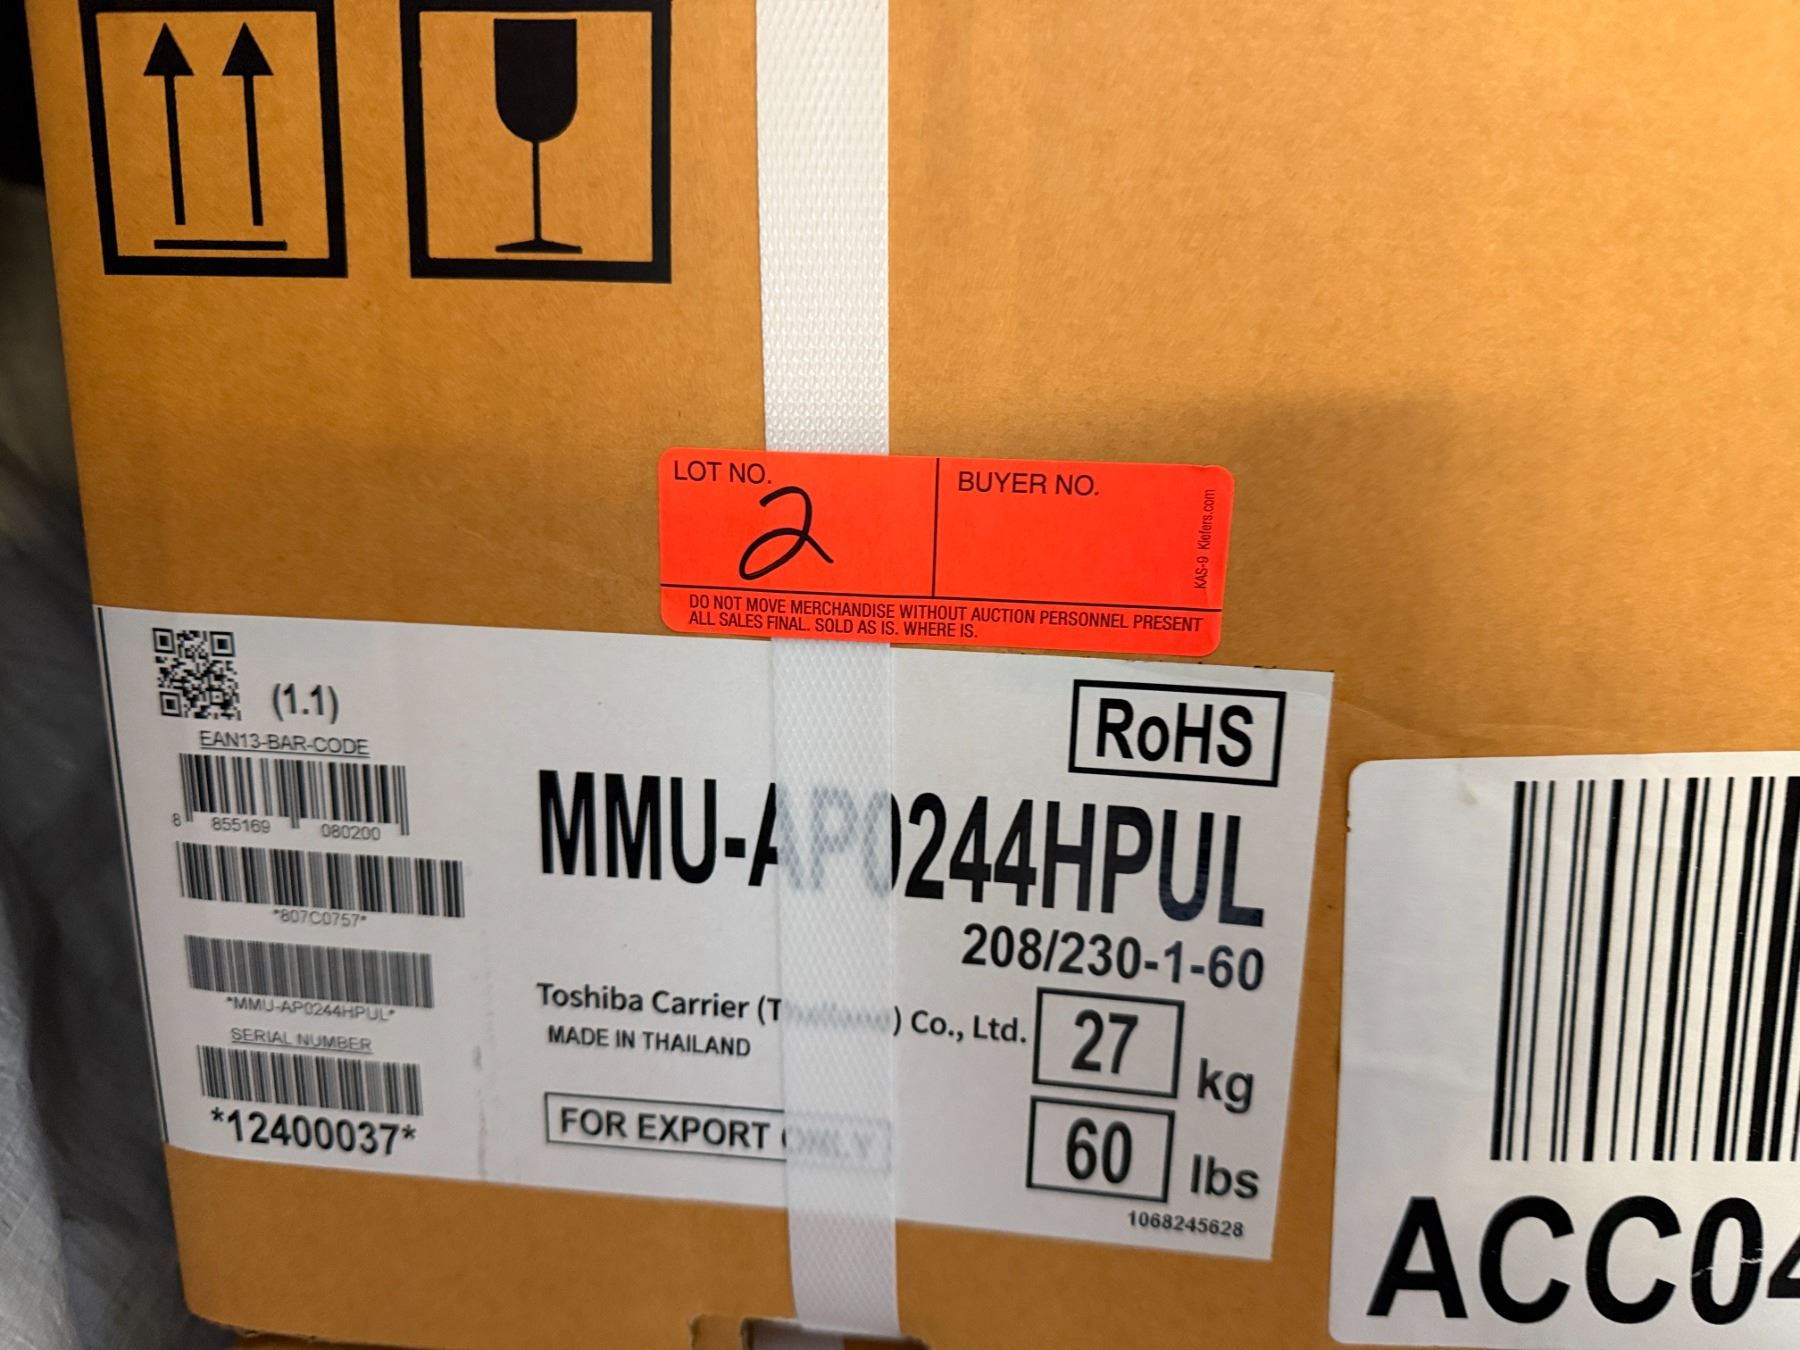 LOT NO.
2
BUYER NO.
KAS-9 Kiefers.com
DO NOT MOVE MERCHANDISE WITHOUT AUCTION PERSONNEL PRESENT
ALL SALES FINAL. SOLD AS IS. WHERE IS.
(1.1)
RoHS
EAN13-BAR-CODE
8 855169 080200
*807C0757*
*MMU-AP0244HPUL*
SERIAL NUMBER
*12400037*
MMU-AP0244HPUL
208/230-1-60
Toshiba Carrier (Thailand) Co., Ltd.
MADE IN THAILAND
27 kg
FOR EXPORT ONLY
60 lbs
1068245628
ACC04